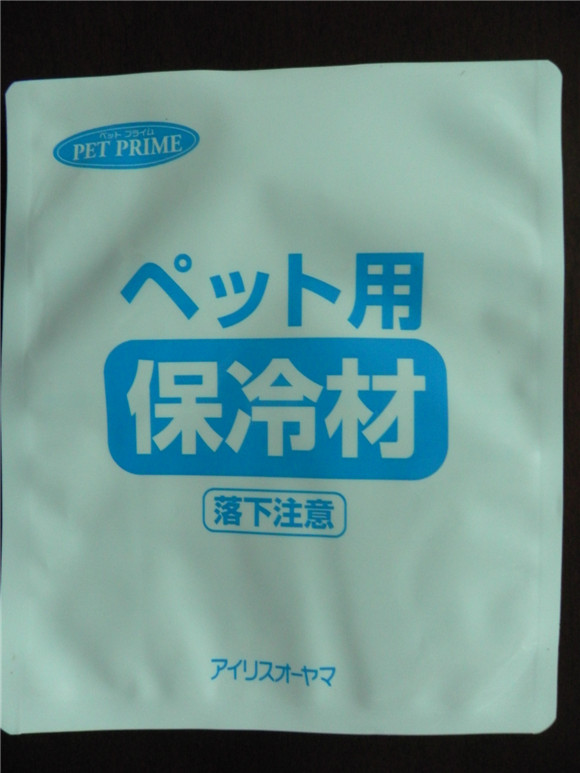 ペット プライム
PET PRIME
ペット用
保冷材
落下注意
アイリスオーヤマ